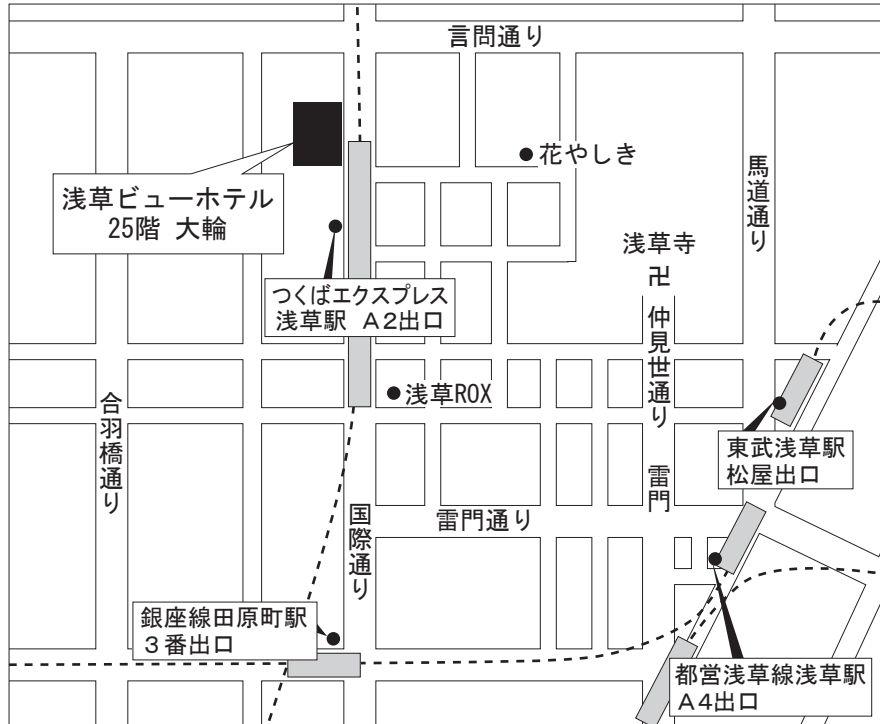 言問通り
花やしき
馬道通り
浅草ビューホテル
25階 大輪
浅草寺
卍
つくばエクスプレス
浅草駅 A2出口
仲見世通り
浅草ROX
合羽橋通り
東武浅草駅
松屋出口
雷門
国際通り
雷門通り
銀座線田原町駅
3番出口
都営浅草線浅草駅
A4出口